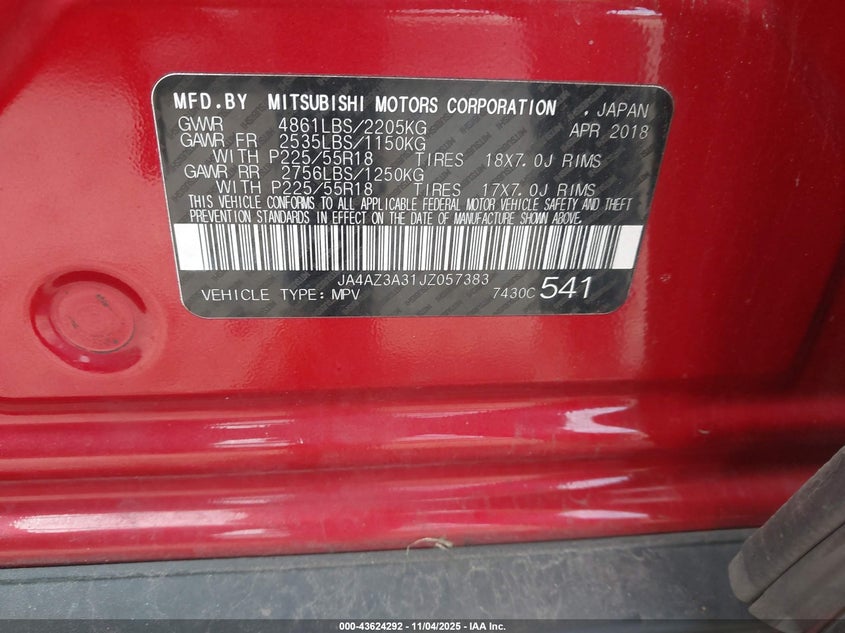 MFD.BY MITSUBISHI MOTORS CORPORATION . JAPAN
GWWR 4861LBS/2205KG APR 2018
GAWR FR 2535LBS/1150KG
WITH P225/55R18 TIRES 18X7.0J RIMS
GAWR RR 2756LBS/1250KG
WITH P225/55R18 TIRES 17X7.0J RIMS
THIS VEHICLE CONFORMS TO ALL APPLICABLE FEDERAL MOTOR VEHICLE SAFETY AND THEFT
PREVENTION STANDARDS IN EFFECT ON THE DATE OF MANUFACTURE SHOWN ABOVE.
JA4AZ3A31JZ057383
VEHICLE TYPE: MPV 7430C 541
000-43624292 - 11/04/2025 - IAA Inc.